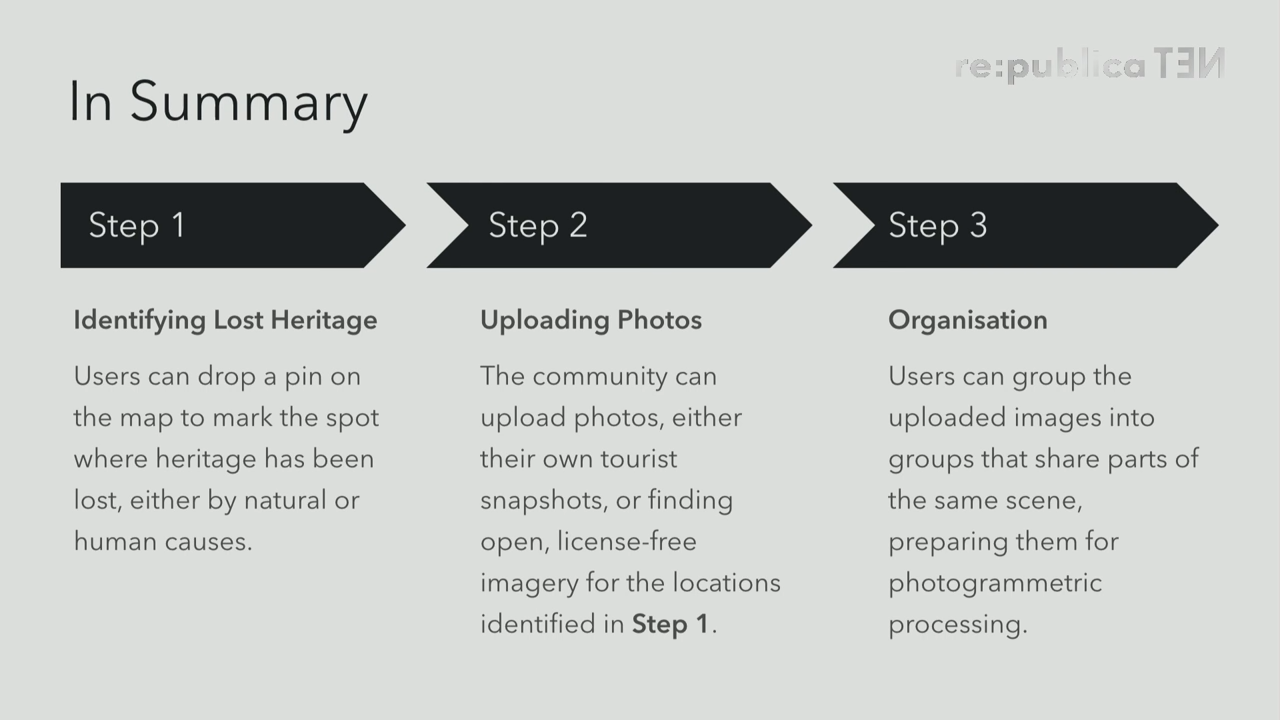 re:publica TEN
In Summary
Step 1
Step 2
Step 3
Identifying Lost Heritage
Users can drop a pin on
the map to mark the spot
where heritage has been
lost, either by natural or
human causes.
Uploading Photos
The community can
upload photos, either
their own tourist
snapshots, or finding
open, license-free
imagery for the locations
identified in Step 1.
Organisation
Users can group the
uploaded images into
groups that share parts of
the same scene,
preparing them for
photogrammetric
processing.